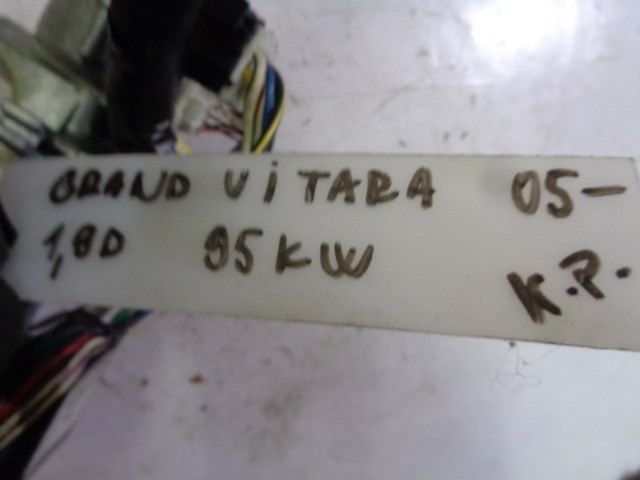 GRAND ViTARA 05-
1,9D 95KW K.P.